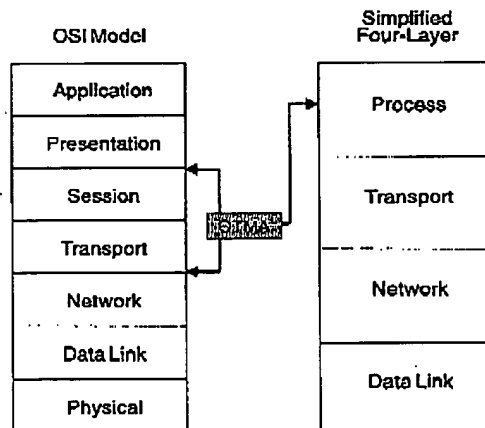 OSI Model
Application
Presentation
Session
Transport
Network
Data Link
Physical
Simplified
Four-Layer
Process
Transport
Network
Data Link